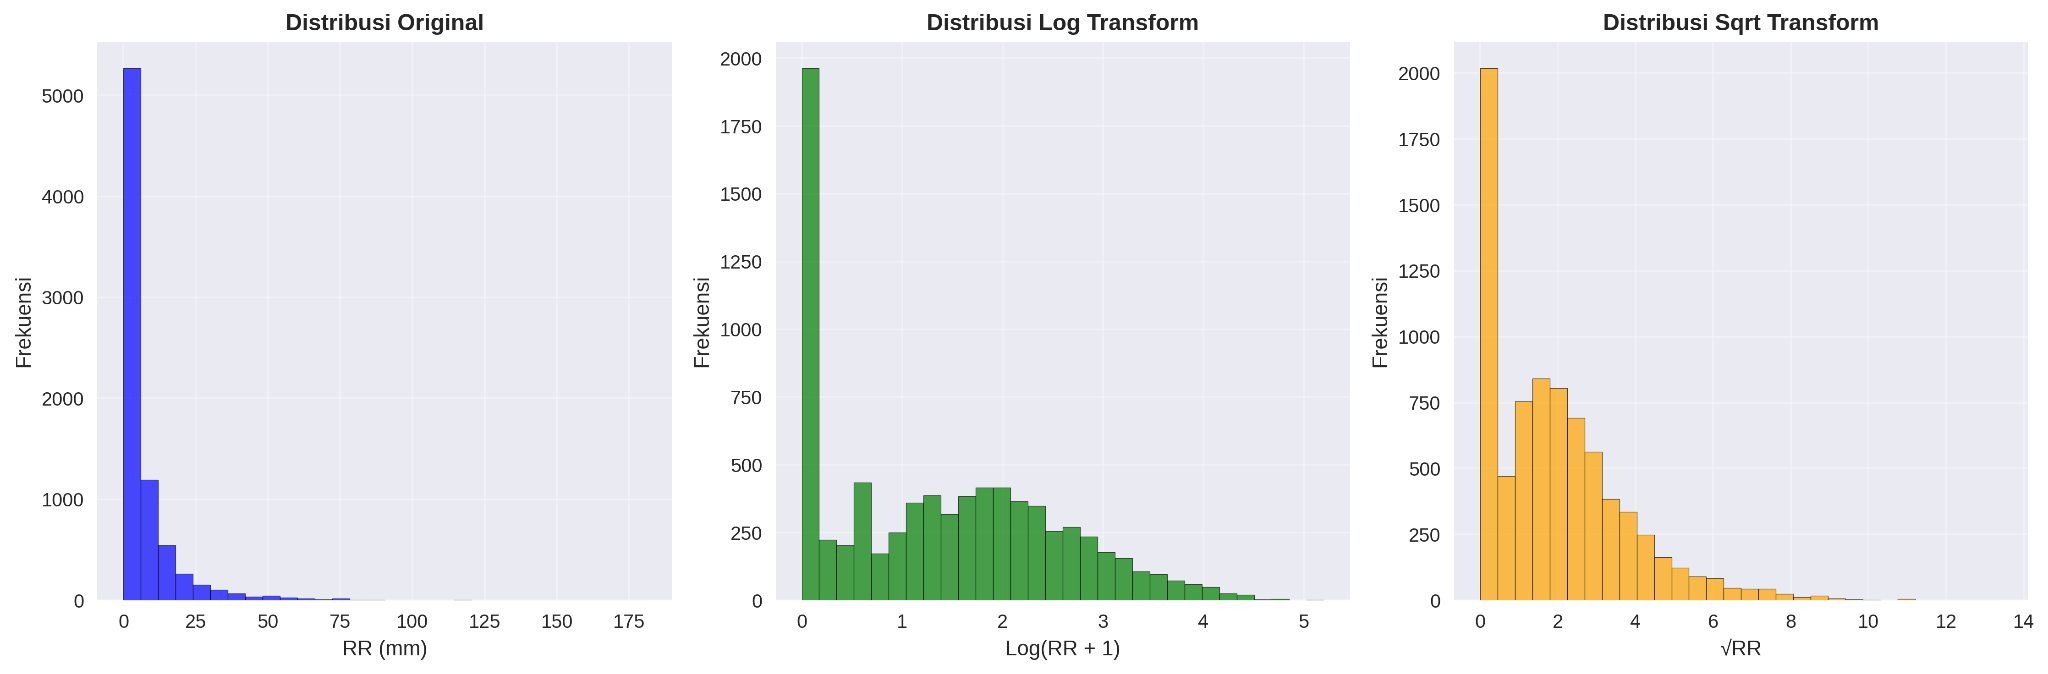 Distribusi Original
5000
4000
3000
2000
1000
0
Frekuensi
0 25 50 75 100 125 150 175
RR (mm)
Distribusi Log Transform
2000
1750
1500
1250
1000
750
500
250
0
Frekuensi
0 1 2 3 4 5
Log(RR + 1)
Distribusi Sqrt Transform
2000
1750
1500
1250
1000
750
500
250
0
Frekuensi
0 2 4 6 8 10 12 14
√RR